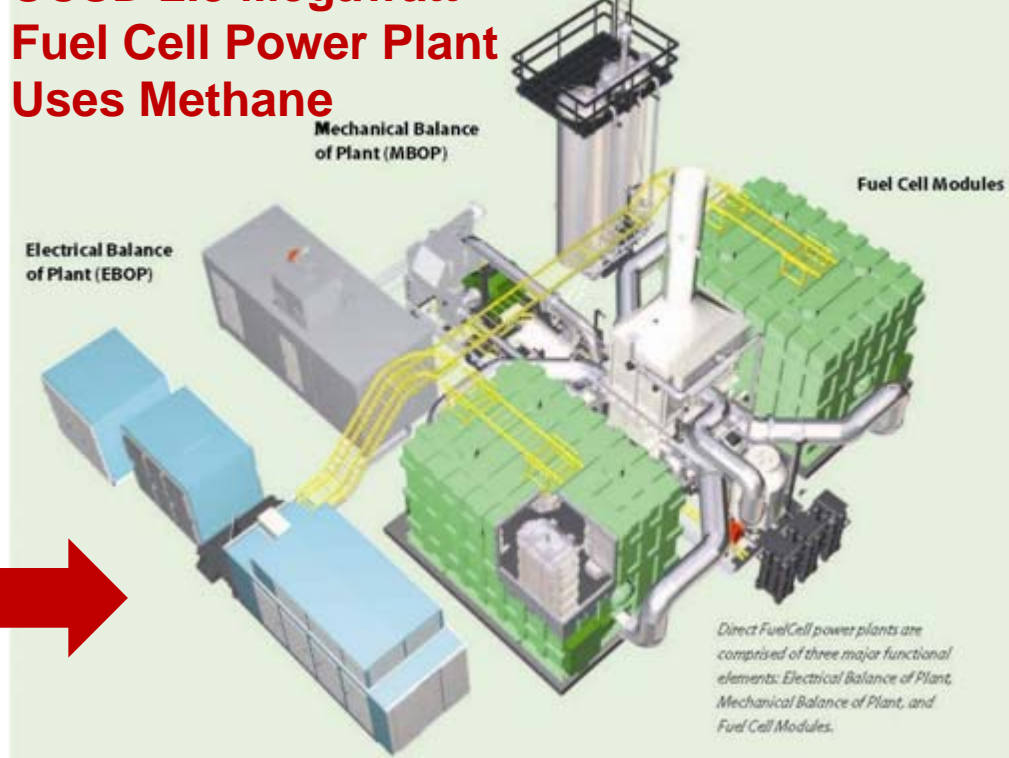 Fuel Cell Power Plant
Uses Methane
Mechanical Balance
of Plant (MBOP)
Fuel Cell Modules
Electrical Balance
of Plant (EBOP)
Direct FuelCell power plants are
comprised of three major functional
elements: Electrical Balance of Plant,
Mechanical Balance of Plant, and
Fuel Cell Modules.